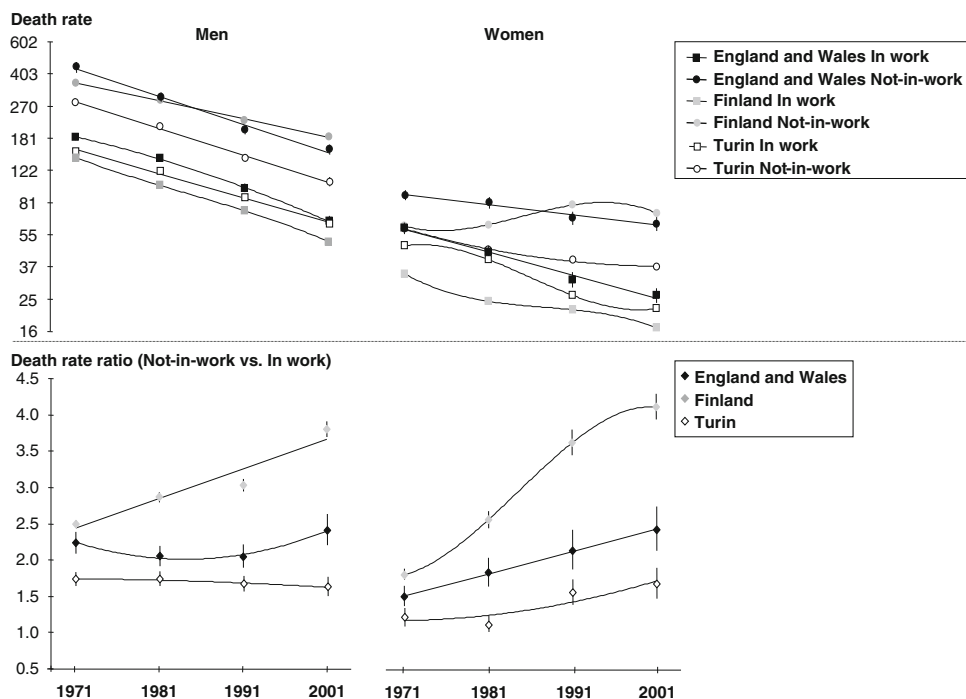 Death rate
Men
Women
602
403
270
181
122
81
55
37
25
16
England and Wales In work
England and Wales Not-in-work
Finland In work
Finland Not-in-work
Turin In work
Turin Not-in-work
Death rate ratio (Not-in-work vs. In work)
4.5
4.0
3.5
3.0
2.5
2.0
1.5
1.0
0.5
England and Wales
Finland
Turin
1971 1981 1991 2001 1971 1981 1991 2001